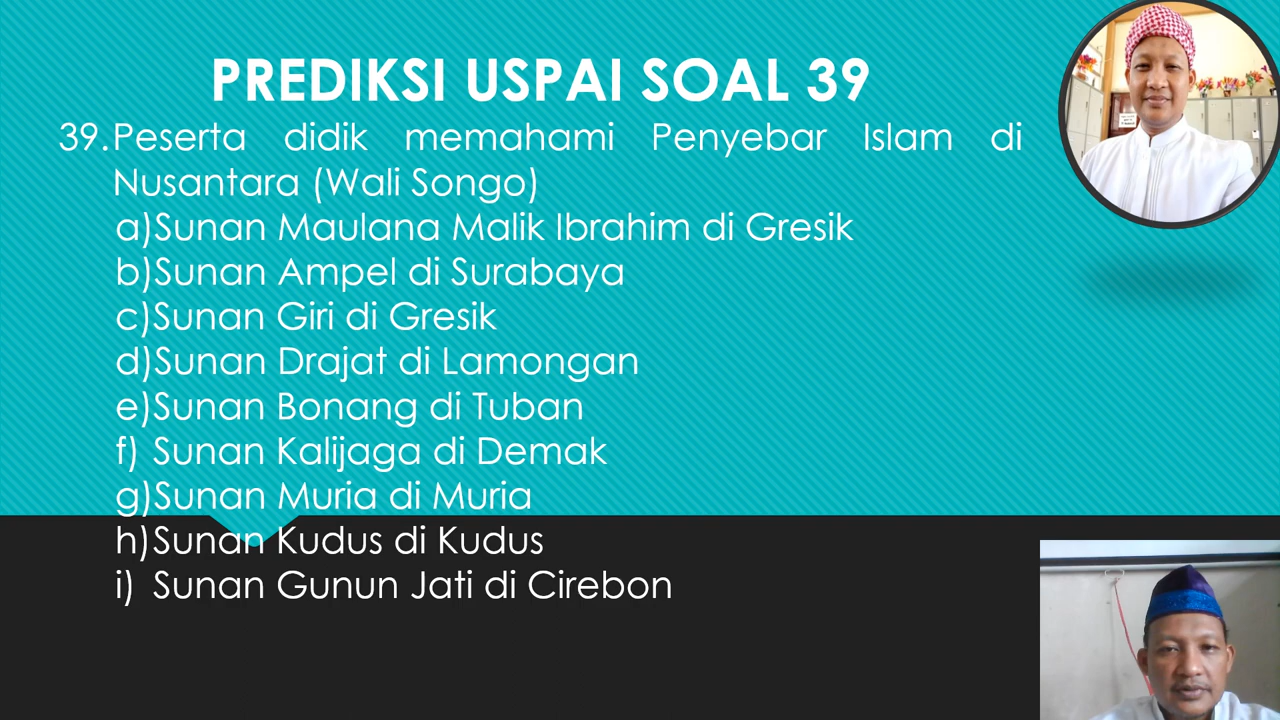 PREDIKSI USPAI SOAL 39
39.Peserta didik memahami Penyebar Islam di
Nusantara (Wali Songo)
a)Sunan Maulana Malik Ibrahim di Gresik
b)Sunan Ampel di Surabaya
c)Sunan Giri di Gresik
d)Sunan Drajat di Lamongan
e)Sunan Bonang di Tuban
f) Sunan Kalijaga di Demak
g)Sunan Muria di Muria
h)Sunan Kudus di Kudus
i) Sunan Gunun Jati di Cirebon